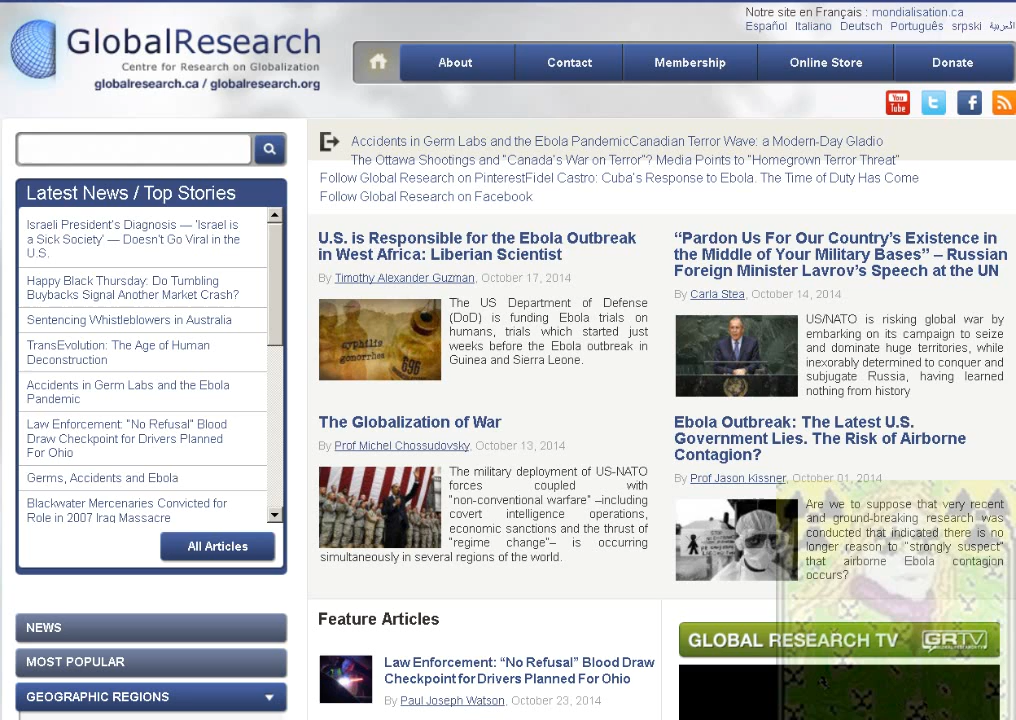 Notre site en Français : mondialisation.ca
Español Italiano Deutsch Português srpski العربية
GlobalResearch
Centre for Research on Globalization
globalresearch.ca / globalresearch.org
About Contact Membership Online Store Donate
You Tube
Accidents in Germ Labs and the Ebola PandemicCanadian Terror Wave: a Modern-Day Gladio
The Ottawa Shootings and "Canada's War on Terror"? Media Points to "Homegrown Terror Threat"
Follow Global Research on PinterestFidel Castro: Cuba's Response to Ebola. The Time of Duty Has Come
Follow Global Research on Facebook
Latest News / Top Stories
Israeli President's Diagnosis — 'Israel is
a Sick Society' — Doesn't Go Viral in the
U.S.
Happy Black Thursday: Do Tumbling
Buybacks Signal Another Market Crash?
Sentencing Whistleblowers in Australia
TransEvolution: The Age of Human
Deconstruction
Accidents in Germ Labs and the Ebola
Pandemic
Law Enforcement: "No Refusal" Blood
Draw Checkpoint for Drivers Planned
For Ohio
Germs, Accidents and Ebola
Blackwater Mercenaries Convicted for
Role in 2007 Iraq Massacre
All Articles
NEWS
MOST POPULAR
GEOGRAPHIC REGIONS
U.S. is Responsible for the Ebola Outbreak
in West Africa: Liberian Scientist
By Timothy Alexander Guzman, October 17, 2014
syphilis
gonorrhea
696
The US Department of Defense
(DoD) is funding Ebola trials on
humans, trials which started just
weeks before the Ebola outbreak in
Guinea and Sierra Leone.
“Pardon Us For Our Country’s Existence in
the Middle of Your Military Bases” – Russian
Foreign Minister Lavrov’s Speech at the UN
By Carla Stea, October 14, 2014
US/NATO is risking global war by
embarking on its campaign to seize
and dominate huge territories, while
inexorably determined to conquer and
subjugate Russia, having learned
nothing from history
The Globalization of War
By Prof Michel Chossudovsky, October 13, 2014
The military deployment of US-NATO
forces coupled with
"non-conventional warfare" –including
covert intelligence operations,
economic sanctions and the thrust of
"regime change"– is occurring
simultaneously in several regions of the world.
Ebola Outbreak: The Latest U.S.
Government Lies. The Risk of Airborne
Contagion?
By Prof Jason Kissner, October 01, 2014
Are we to suppose that very recent
and ground-breaking research was
conducted that indicated there is no
longer reason to "strongly suspect"
that airborne Ebola contagion
occurs?
Feature Articles
Law Enforcement: “No Refusal” Blood Draw
Checkpoint for Drivers Planned For Ohio
By Paul Joseph Watson, October 23, 2014
GLOBAL RESEARCH TV GRTV